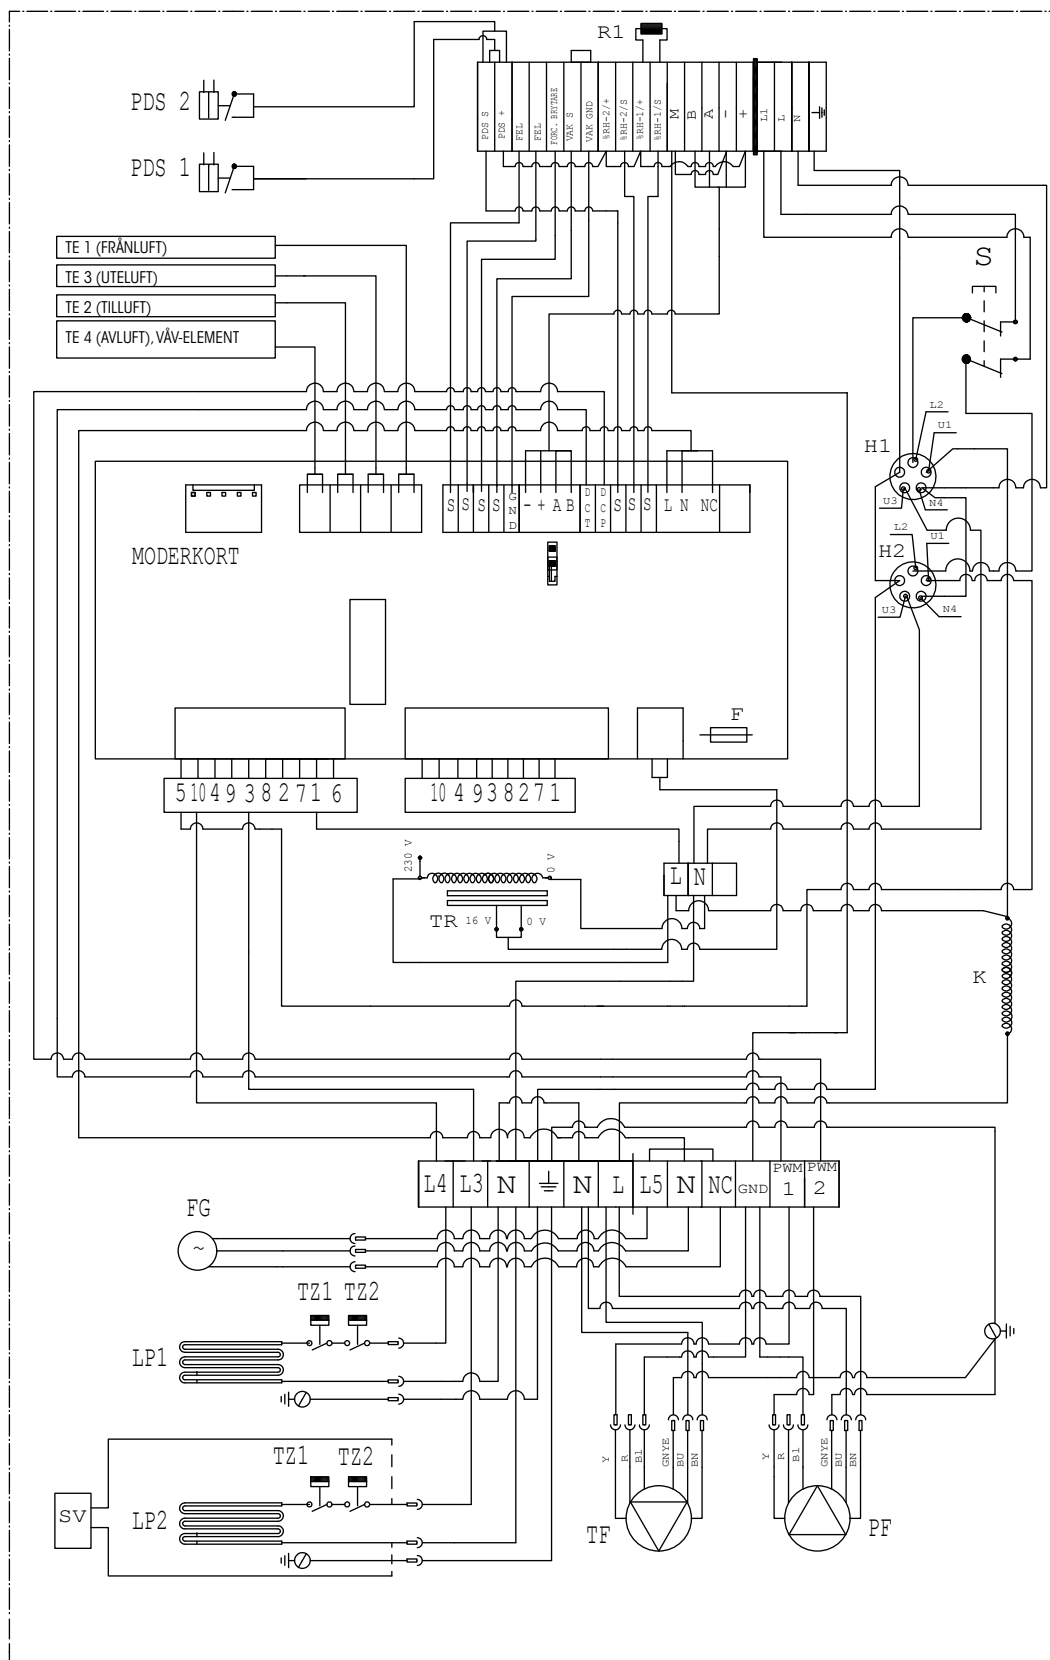 R1
PDS 2
PDS 1
PDS S
PDS +
FEL
FEL
FORC. BRYTARE
VAK S
VAK GND
%RH-2/+
%RH-2/S
%RH-1/+
%RH-1/S
M
B
A
-
+
L1
L
N
TE 1 (FRÅNLUFT)
TE 3 (UTELUFT)
TE 2 (TILLUFT)
TE 4 (AVLUFT), VÅV-ELEMENT
S
L2
U1
H1
U3
N4
L2
U1
H2
U3
N4
S S S S GND - + A B DCT DCP S S S L N NC
MODERKORT
F
5 10 4 9 3 8 2 7 1 6
10 4 9 3 8 2 7 1
230 V
0 V
L N
TR
16 V
0 V
K
L4 L3 N N L L5 N NC GND PWM 1 PWM 2
FG
~
TZ1 TZ2
LP1
TZ1 TZ2
SV
LP2
Y
R
Bl
GNYE
BU
BN
TF
Y
R
Bl
GNYE
BU
BN
PF